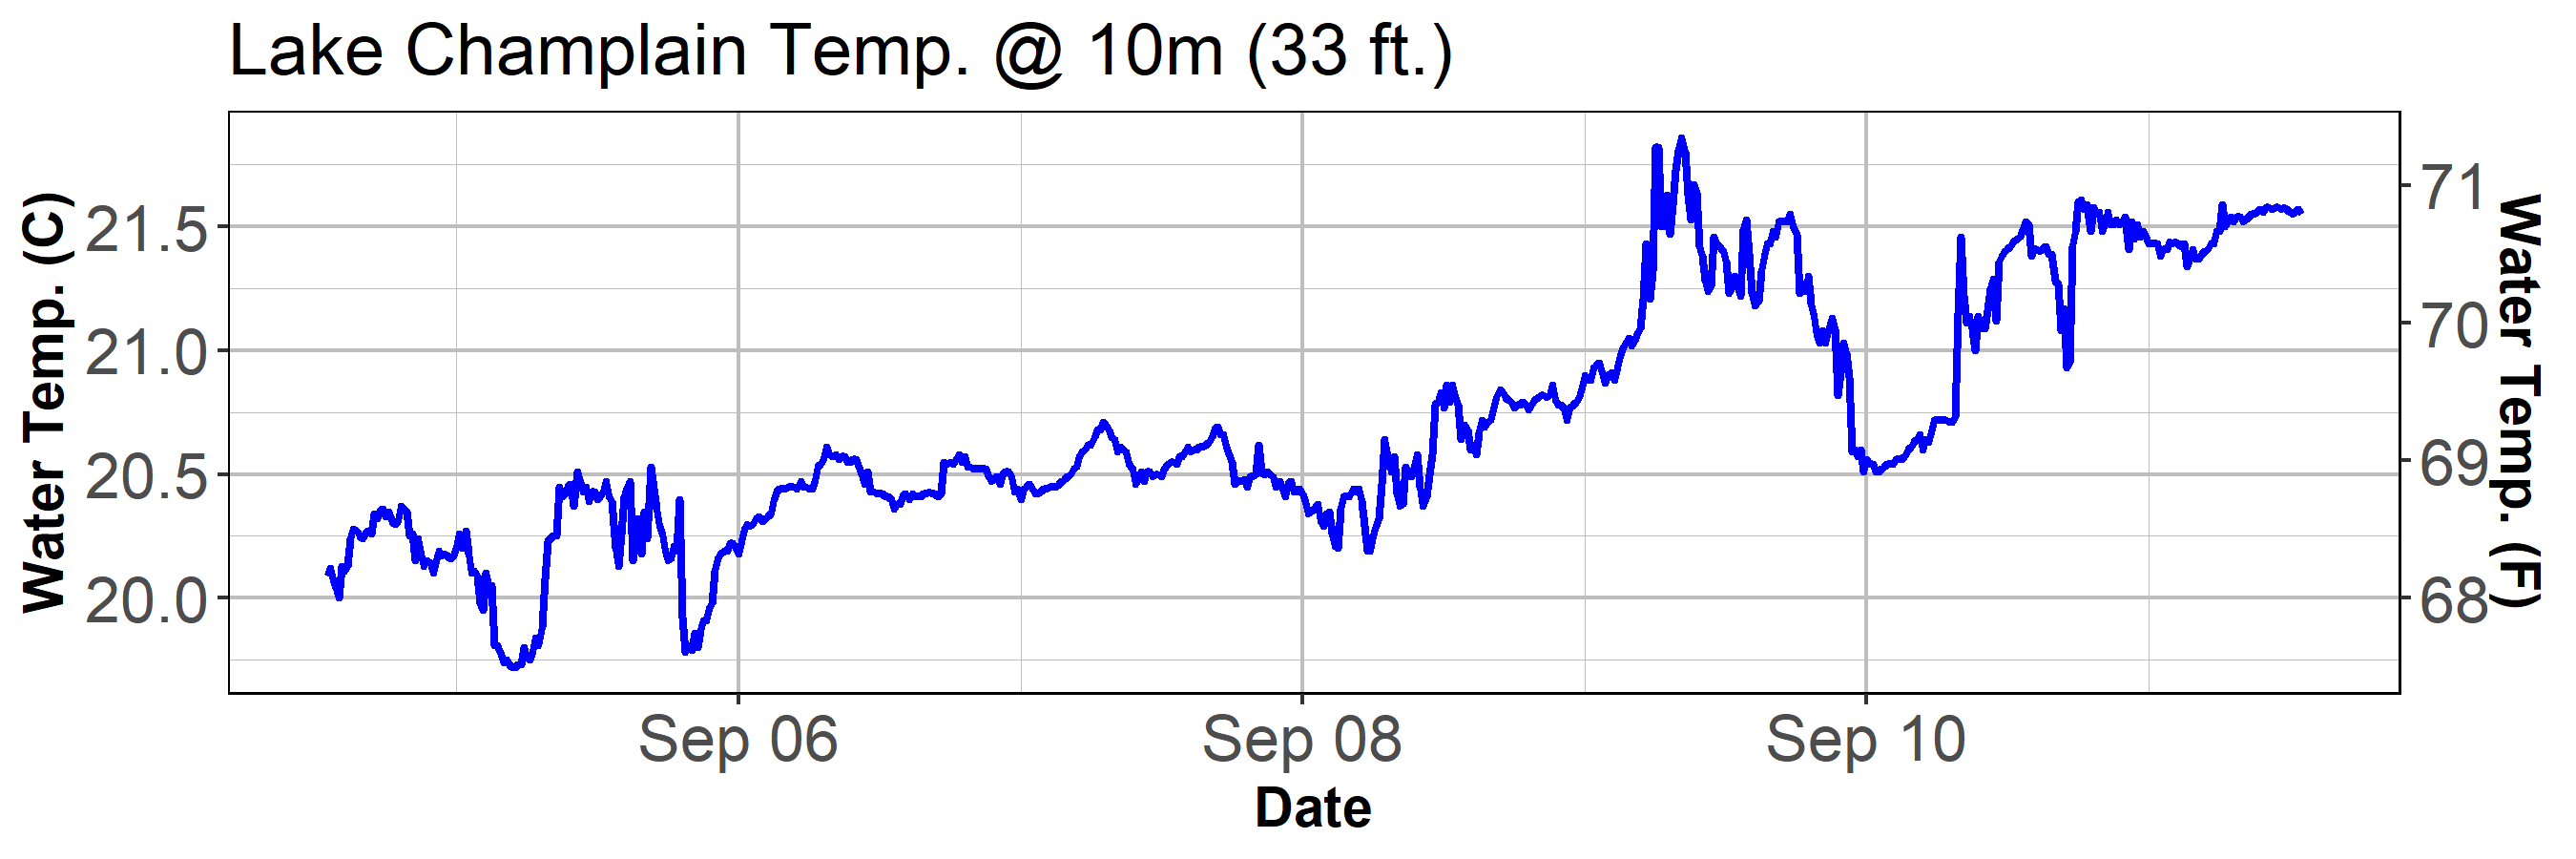 Lake Champlain Temp. @ 10m (33 ft.)
Water Temp. (C)
21.5
21.0
20.5
20.0
71
70
69
68
Water Temp. (F)
Sep 06
Sep 08
Sep 10
Date